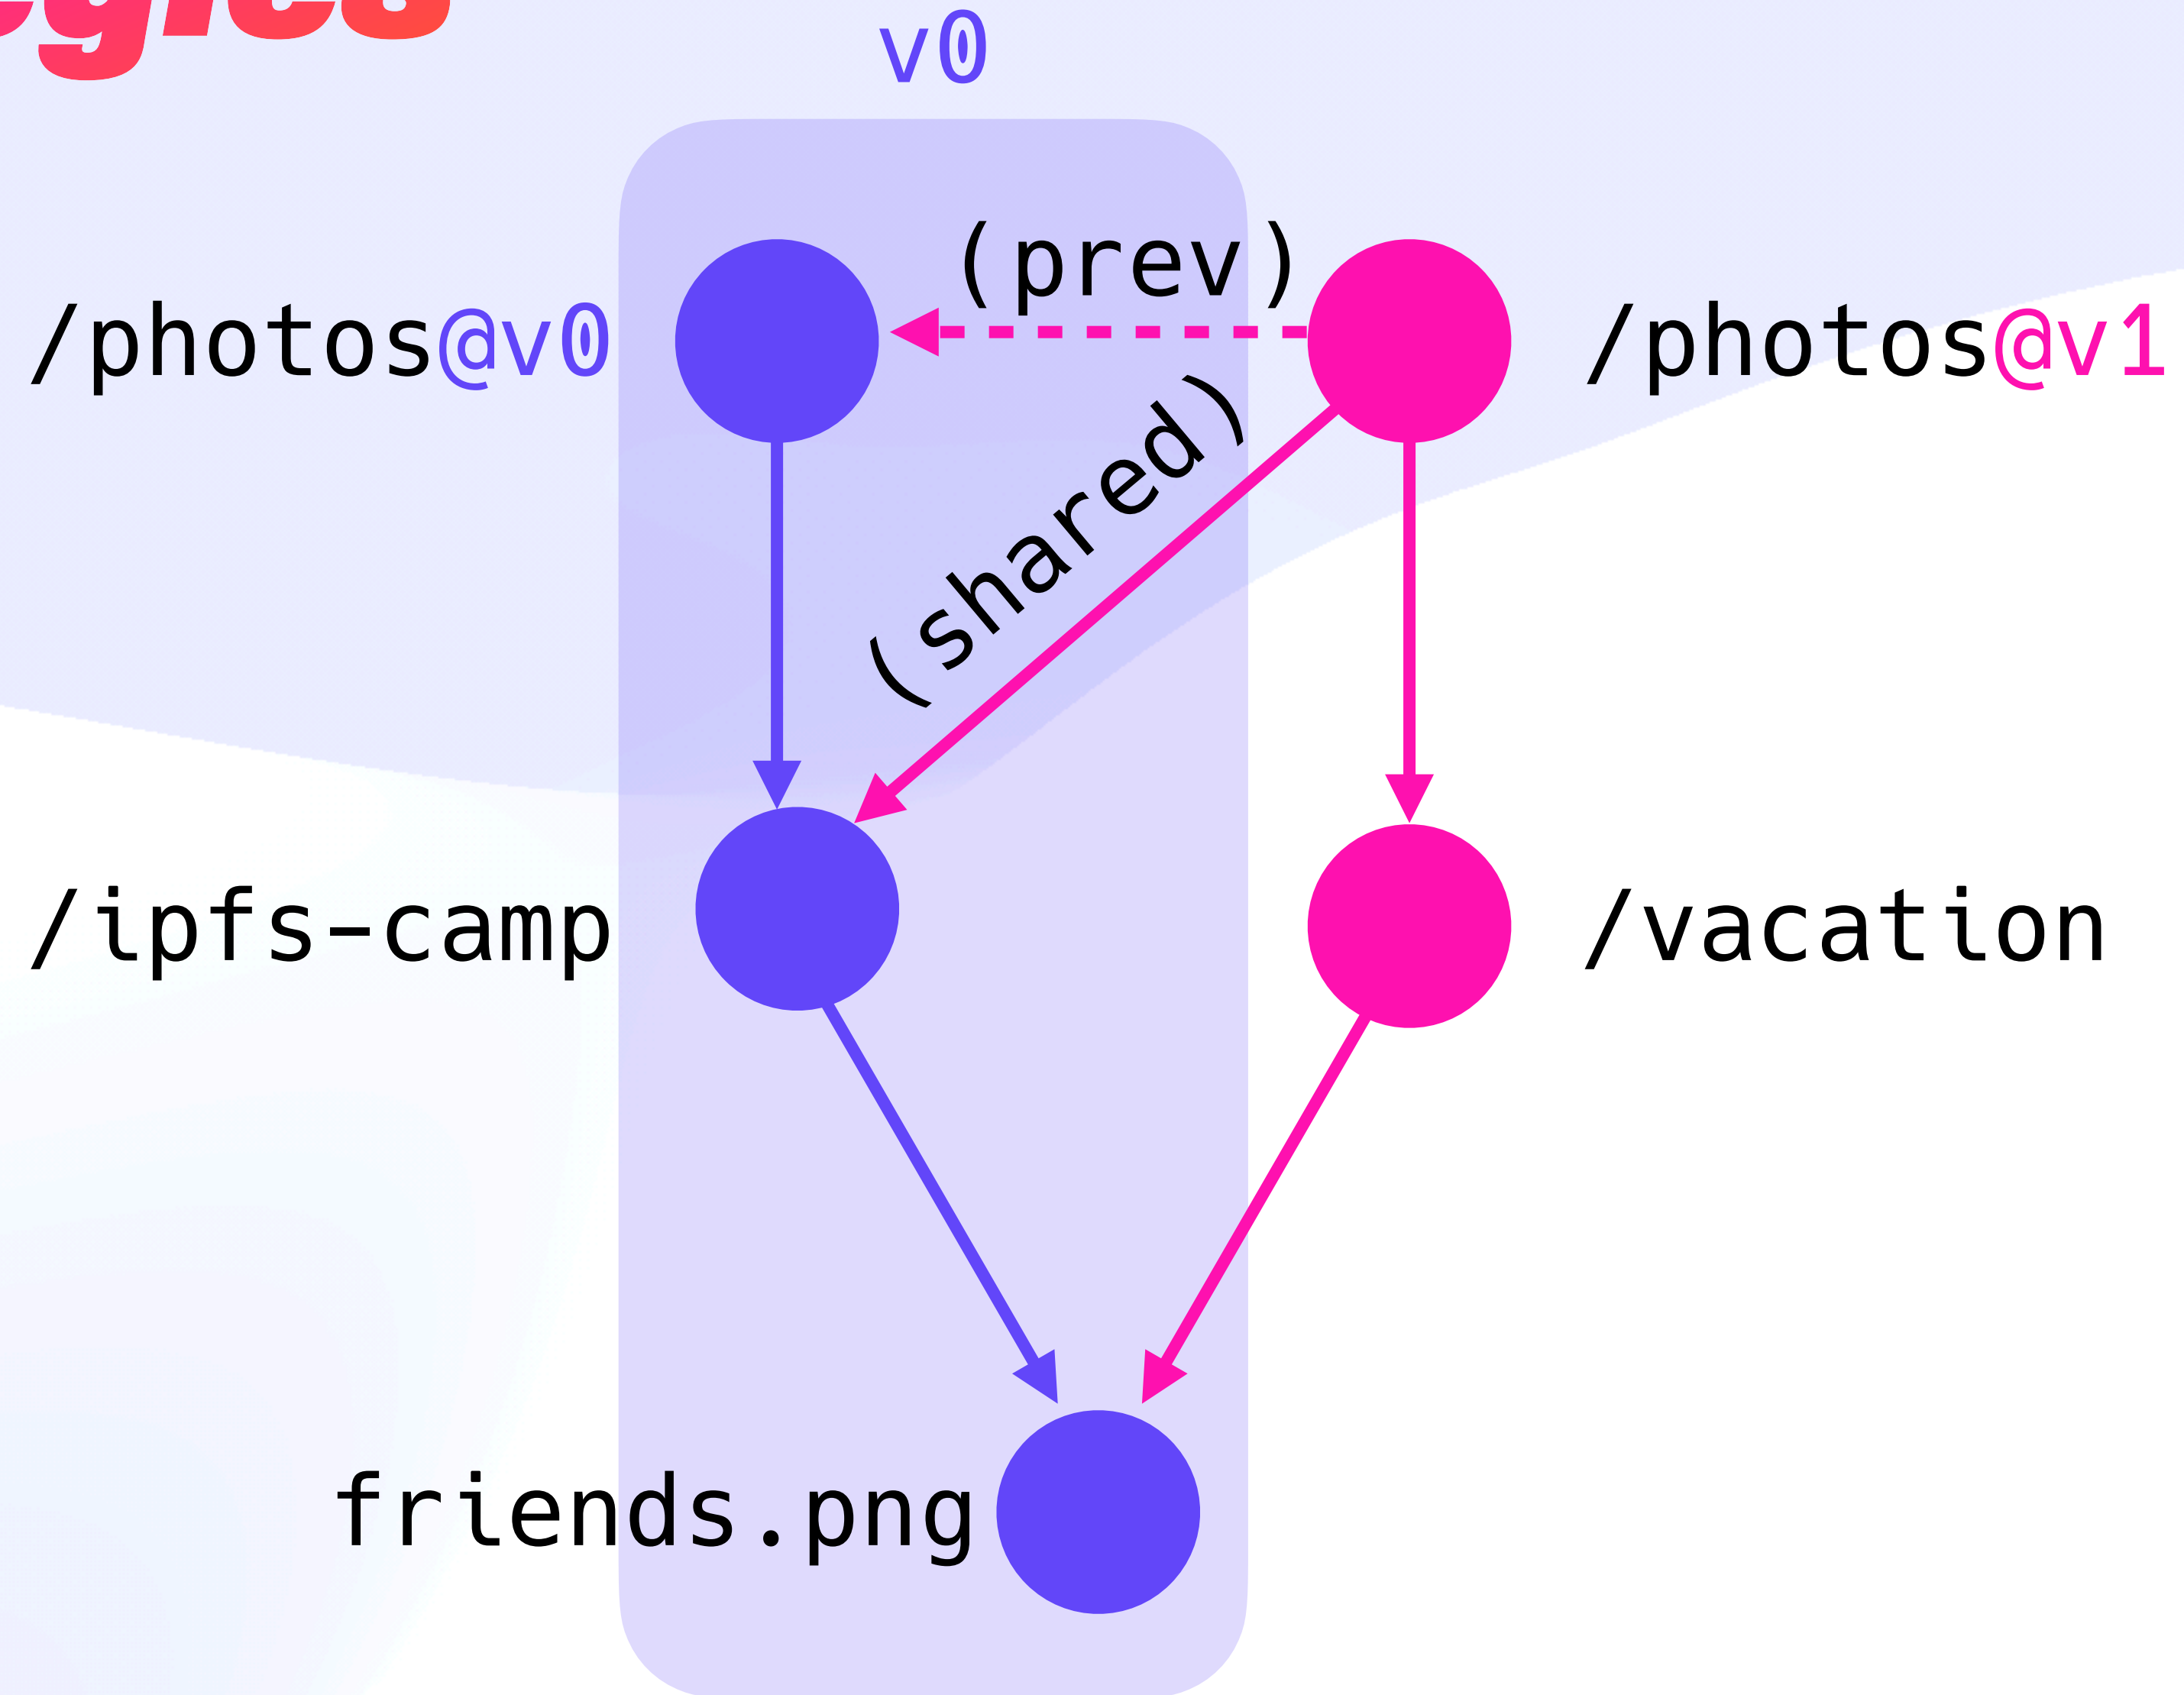 v0
(prev)
/photos@v0
/photos@v1
(shared)
/ipfs-camp
/vacation
friends.png